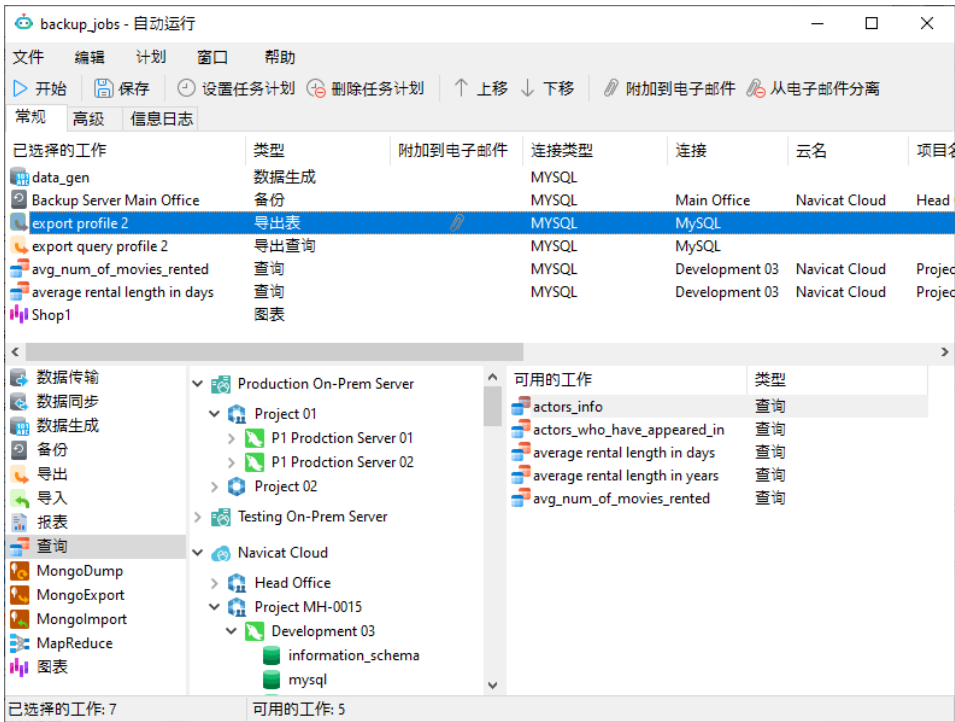 backup_jobs - 自动运行
文件 编辑 计划 窗口 帮助
开始 保存 设置任务计划 删除任务计划 上移 下移 附加到电子邮件 从电子邮件分离
常规 高级 信息日志
已选择的工作 类型 附加到电子邮件 连接类型 连接 云名 项目名
data_gen 数据生成 MYSQL
Backup Server Main Office 备份 MYSQL Main Office Navicat Cloud Head
export profile 2 导出表 MYSQL MySQL
export query profile 2 导出查询 MYSQL MySQL
avg_num_of_movies_rented 查询 MYSQL Development 03 Navicat Cloud Projec
average rental length in days 查询 MYSQL Development 03 Navicat Cloud Projec
Shop1 图表
数据传输
数据同步
数据生成
备份
导出
导入
报表
查询
MongoDump
MongoExport
MongoImport
MapReduce
图表
Production On-Prem Server
Project 01
P1 Prodction Server 01
P1 Prodction Server 02
Project 02
Testing On-Prem Server
Navicat Cloud
Head Office
Project MH-0015
Development 03
information_schema
mysql
可用的工作 类型
actors_info 查询
actors_who_have_appeared_in 查询
average rental length in days 查询
average rental length in years 查询
avg_num_of_movies_rented 查询
已选择的工作: 7 可用的工作: 5